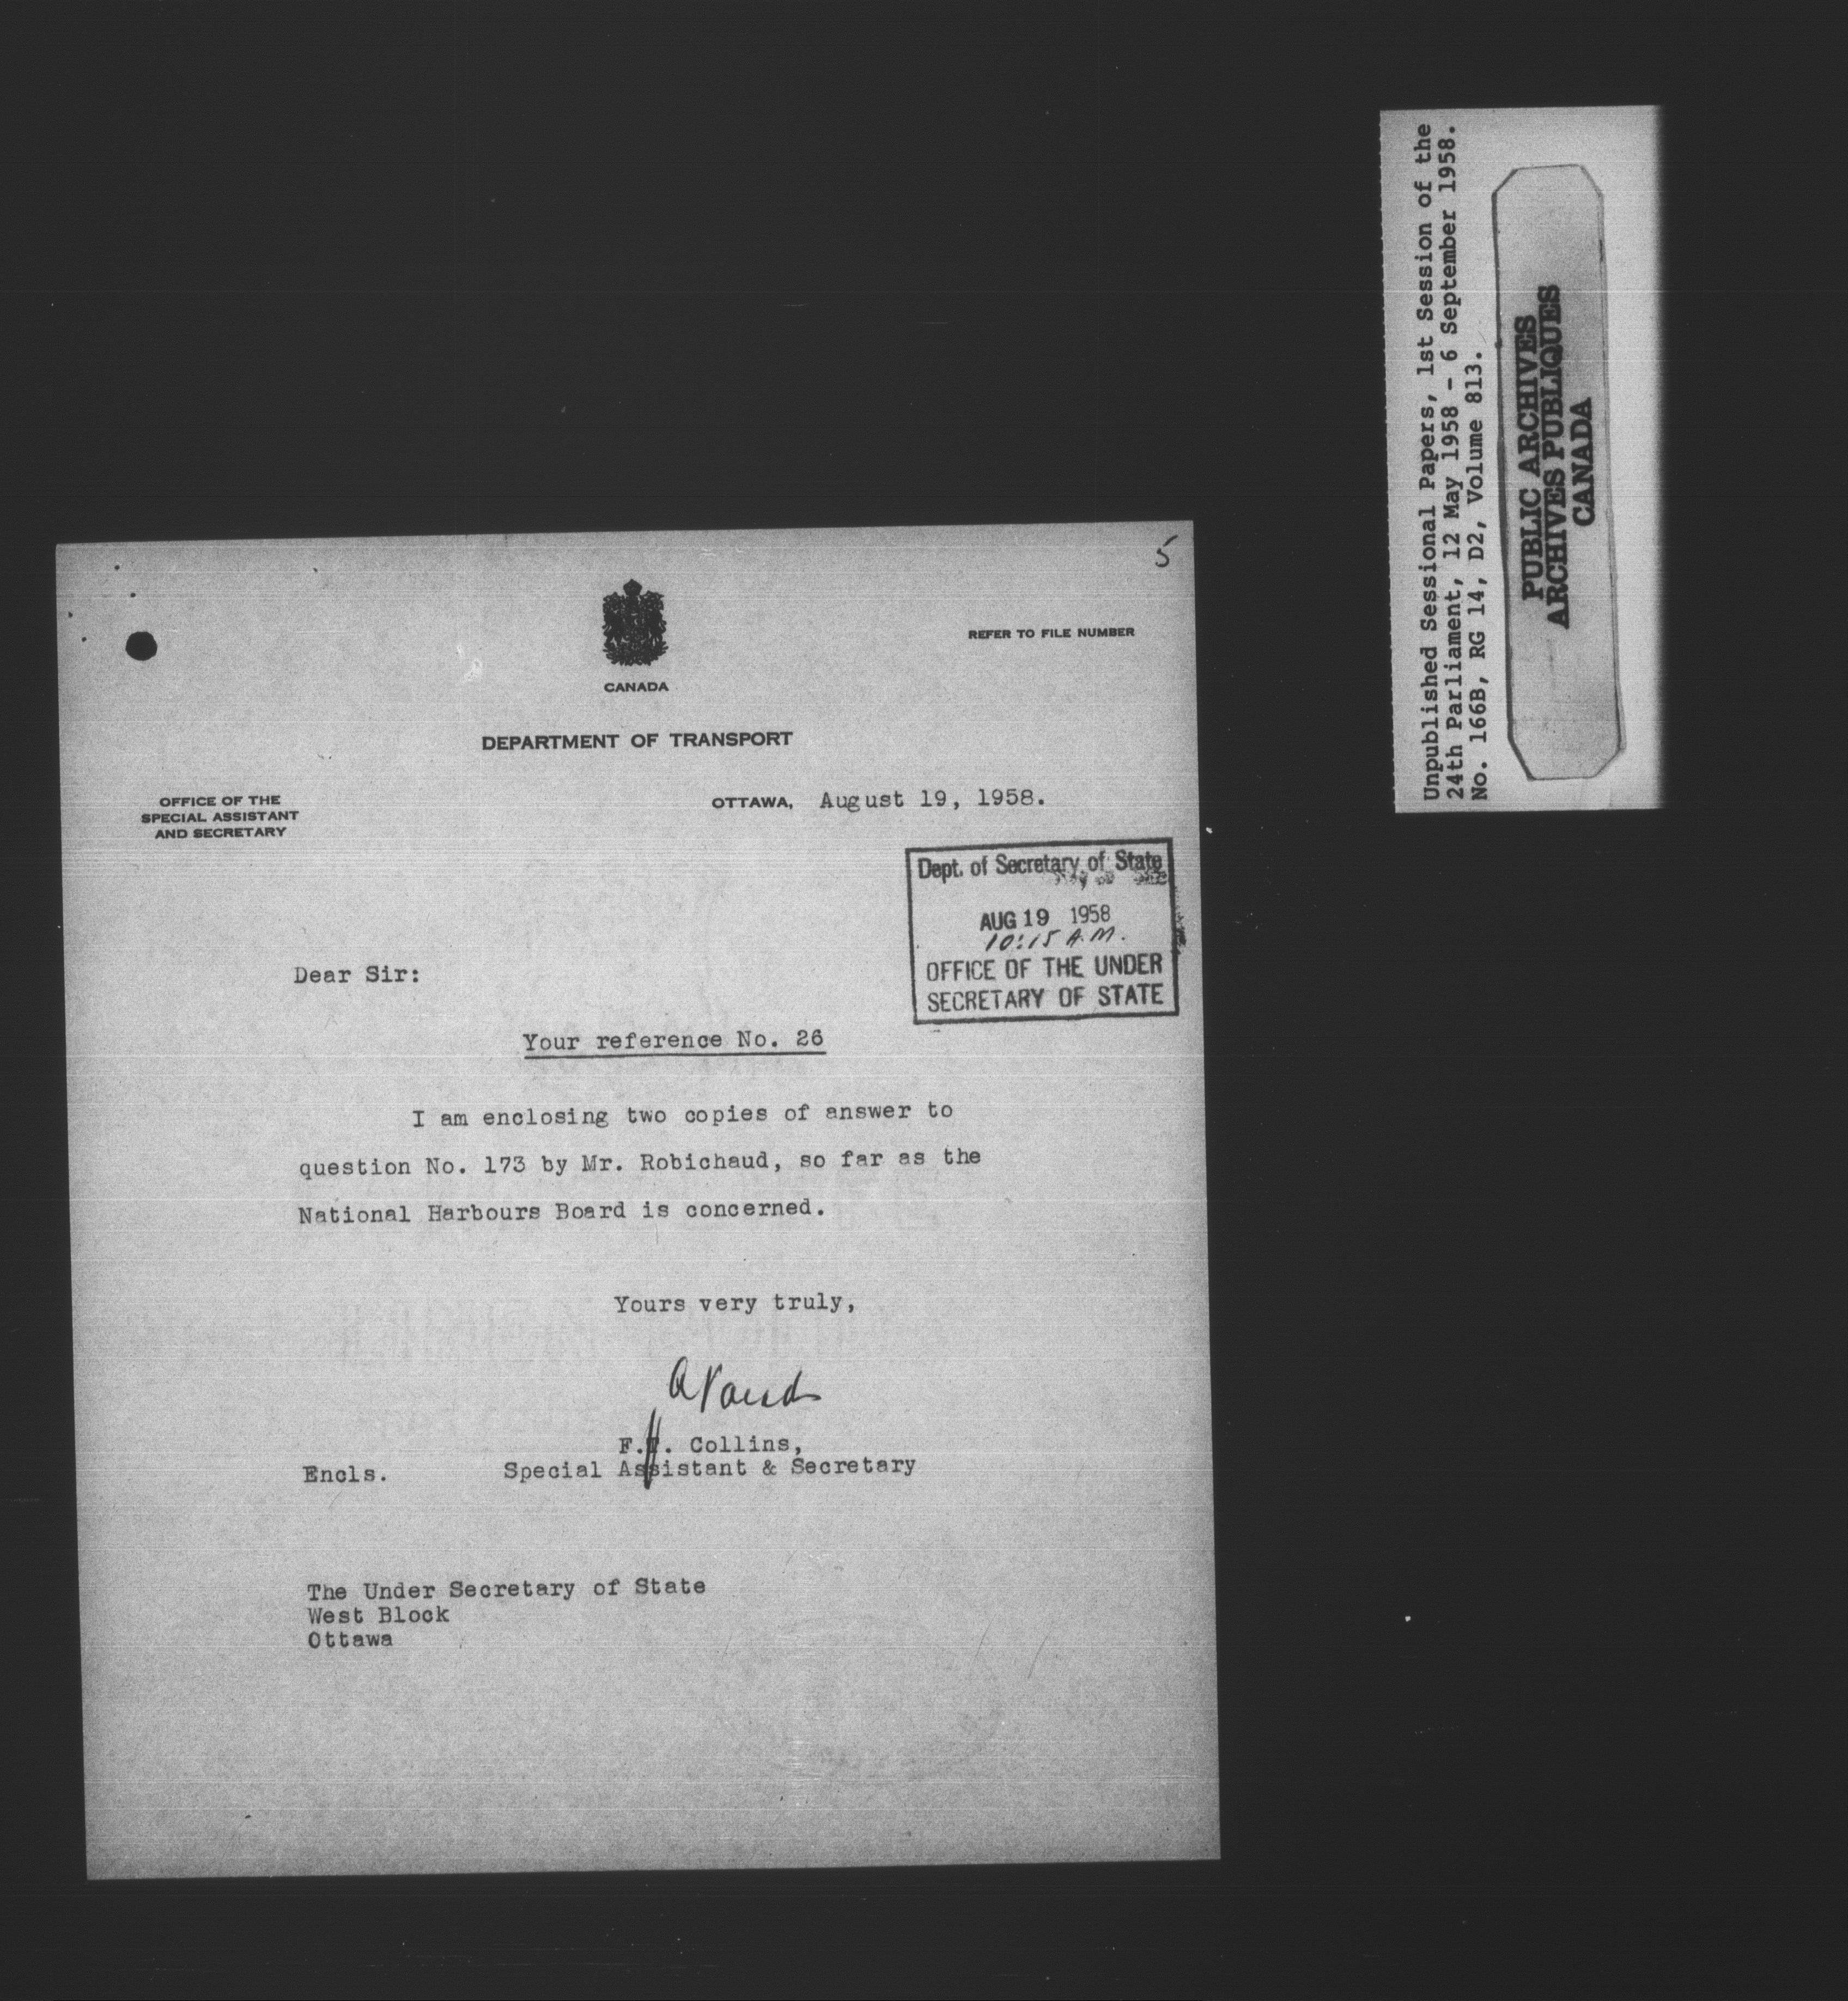 5
REFER TO FILE NUMBER
CANADA
DEPARTMENT OF TRANSPORT
OFFICE OF THE
SPECIAL ASSISTANT
AND SECRETARY
OTTAWA, August 19, 1958.
Dept. of Secretary of State
AUG 19 1958
10:15 A.M.
OFFICE OF THE UNDER
SECRETARY OF STATE
Dear Sir:
Your reference No. 26
I am enclosing two copies of answer to
question No. 173 by Mr. Robichaud, so far as the
National Harbours Board is concerned.
Yours very truly,
F.T. Collins,
Special Assistant & Secretary
Encls.
The Under Secretary of State
West Block
Ottawa
Unpublished Sessional Papers, 1st Session of the
24th Parliament, 12 May 1958 - 6 September 1958.
No. 166B, RG 14, D2, Volume 813.
PUBLIC ARCHIVES
ARCHIVES PUBLIQUES
CANADA